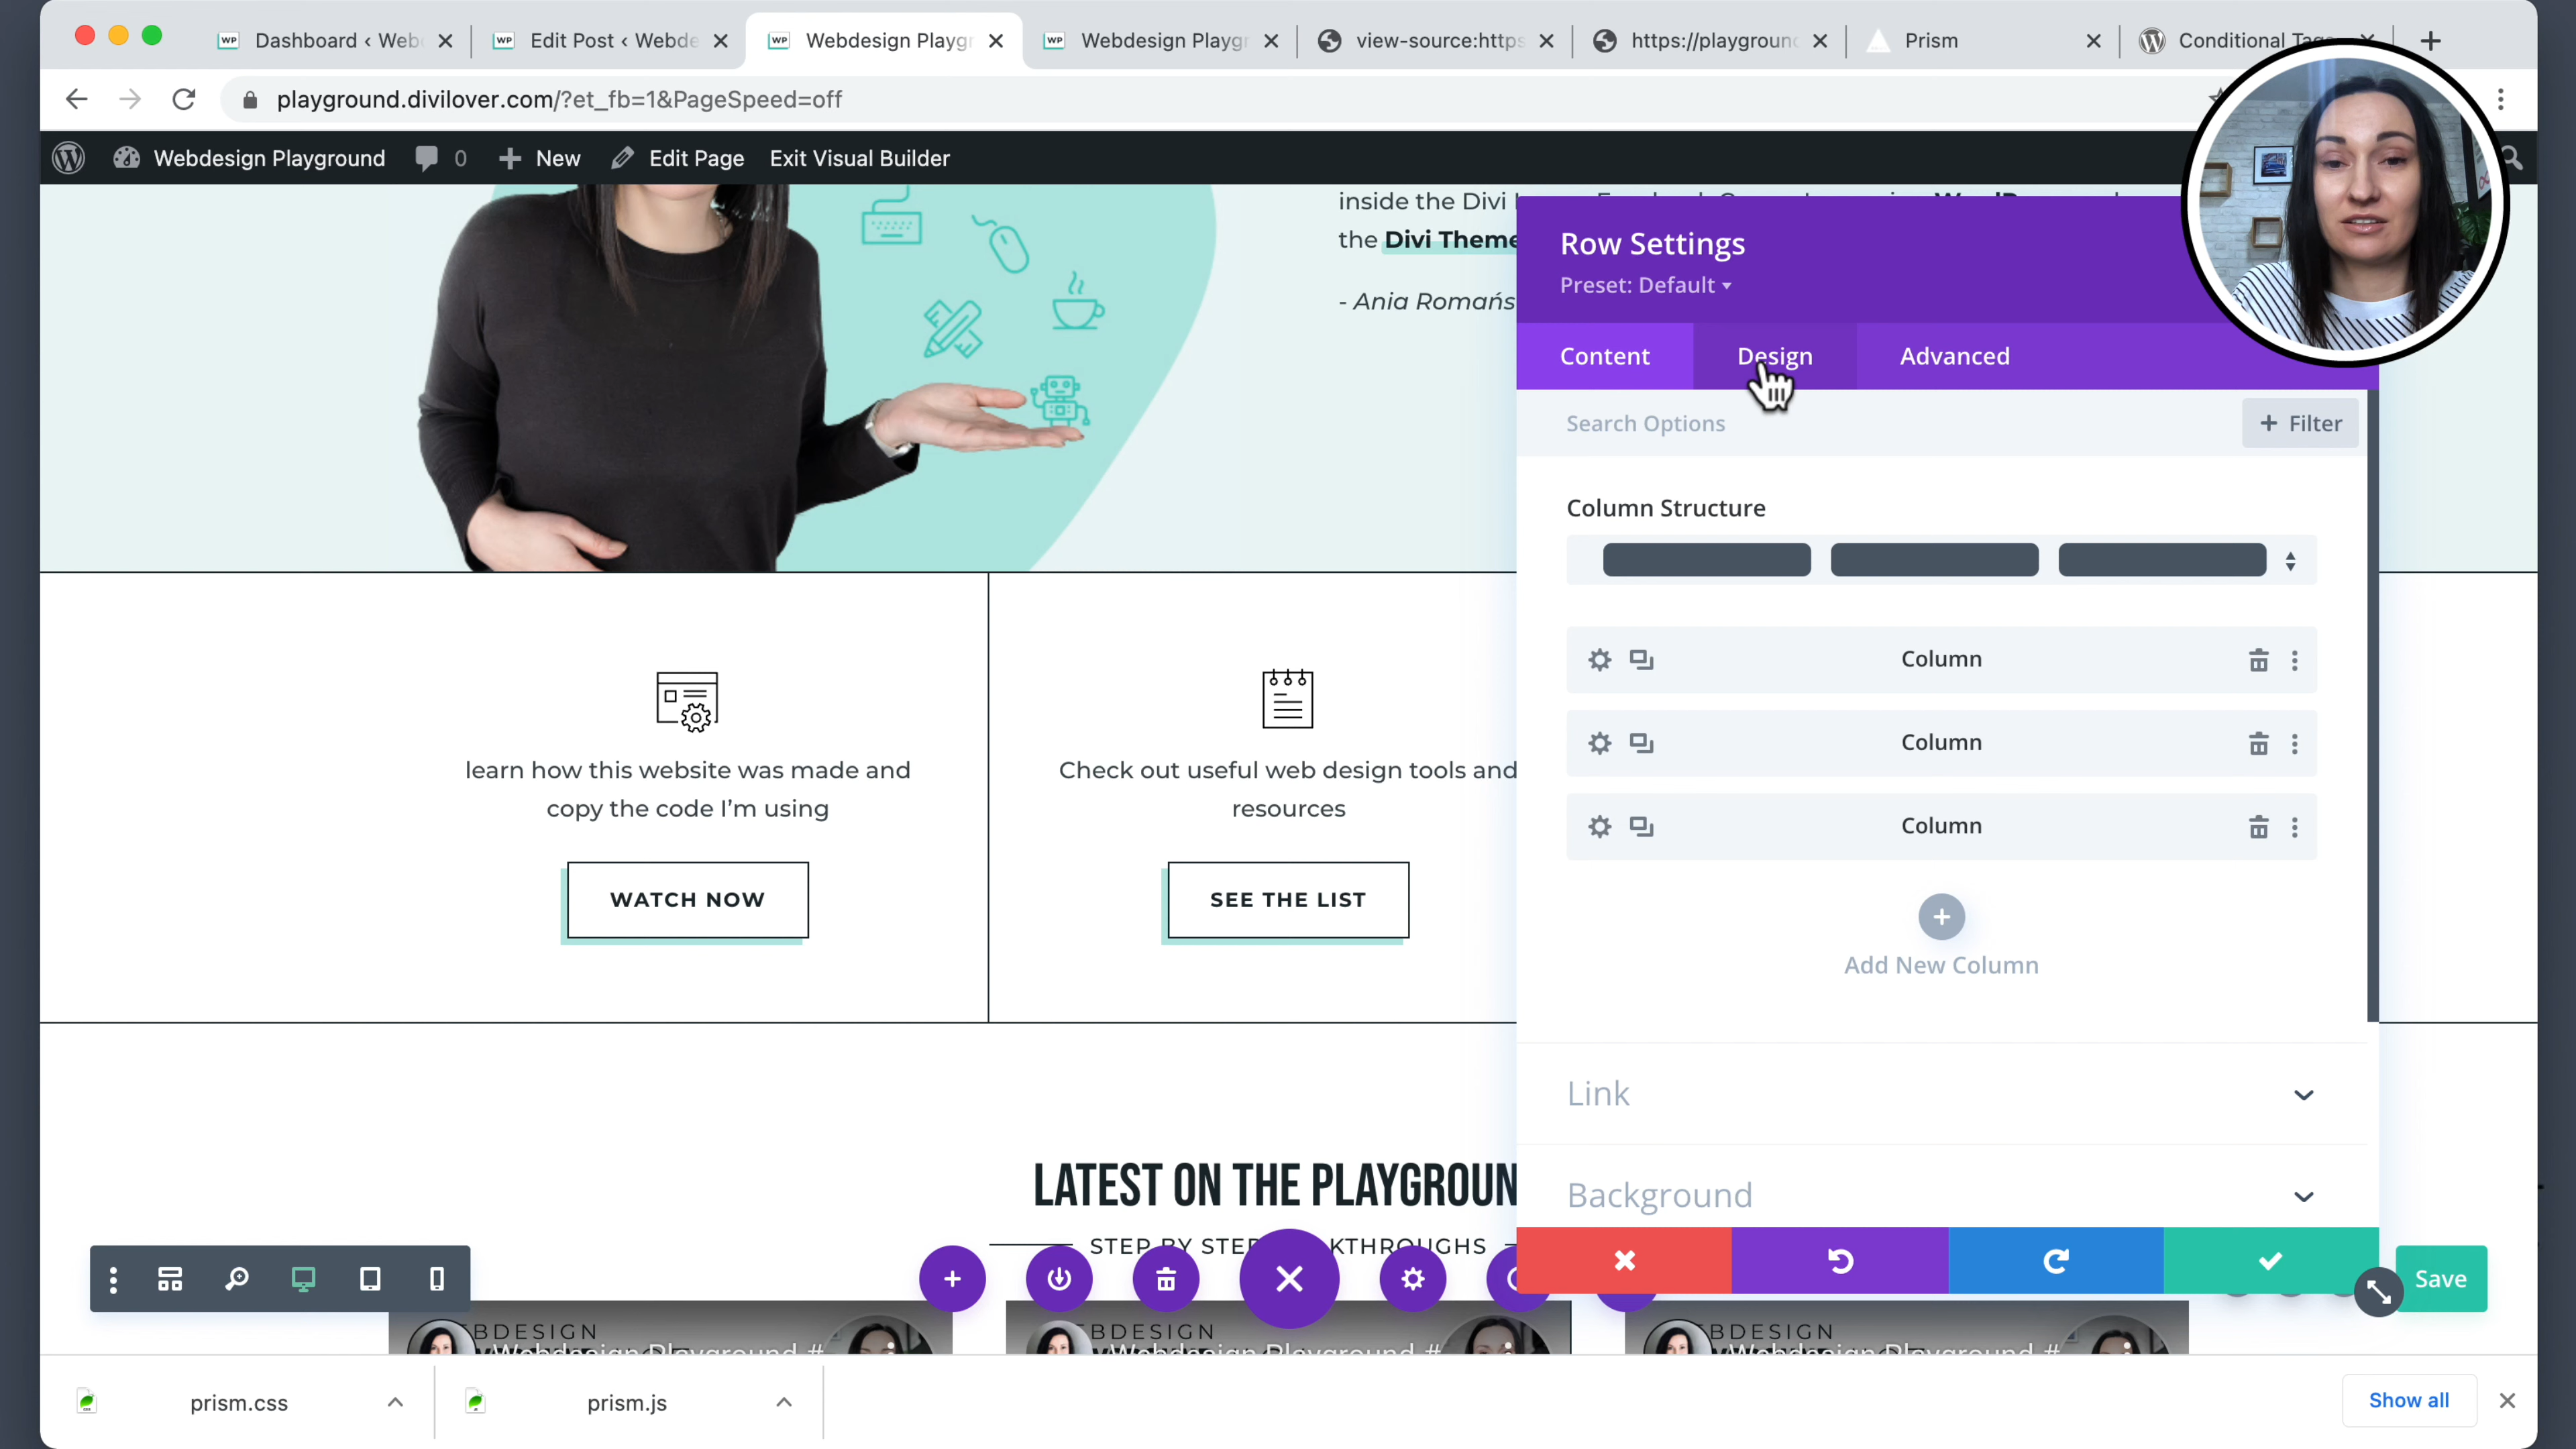 Dashboard ‹ Web
Edit Post ‹ Webde
Webdesign Playgr
Webdesign Playgr
view-source:https
https://playground
Prism
Conditional Tags
playground.divilover.com/?et_fb=1&PageSpeed=off
Webdesign Playground
0
New
Edit Page
Exit Visual Builder
inside the Divi
the Divi Theme
- Ania Romańs
Row Settings
Preset: Default
Content
Design
Advanced
Search Options
+ Filter
Column Structure
Column
Column
Column
Add New Column
Link
Background
learn how this website was made and
copy the code I'm using
WATCH NOW
Check out useful web design tools and
resources
SEE THE LIST
LATEST ON THE PLAYGROUN
STEP BY STEP
KTHROUGHS
Save
BDESIGN
Webdesign Playground #
BDESIGN
Webdesign Playground #
BDESIGN
Webdesign Playground #
prism.css
prism.js
Show all